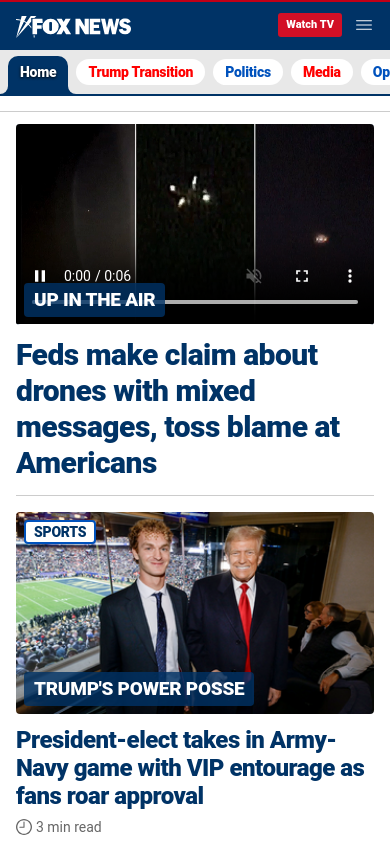 FOX NEWS
Watch TV
Home
Trump Transition
Politics
Media
Op
0:00 / 0:06
UP IN THE AIR
Feds make claim about
drones with mixed
messages, toss blame at
Americans
SPORTS
TRUMP'S POWER POSSE
President-elect takes in Army-
Navy game with VIP entourage as
fans roar approval
3 min read